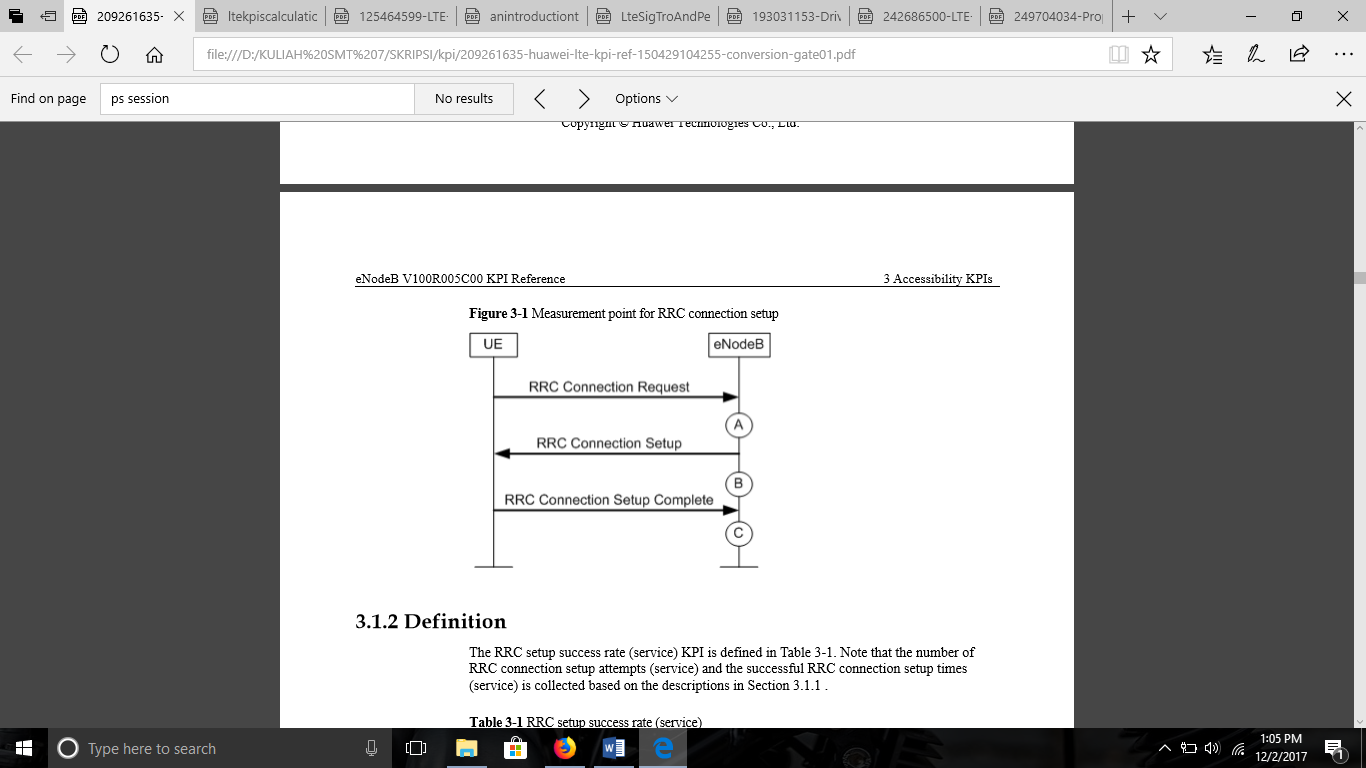 209261635-
ltekpiscalculatic
125464599-LTE-
anintroductiont
LteSigTroAndPe
193031153-Driv
242686500-LTE-
249704034-Pro
file:///D:/KULIAH%20SMT%207/SKRIPSI/kpi/209261635-huawei-lte-kpi-ref-150429104255-conversion-gate01.pdf
Find on page ps session No results Options
Copyright © Huawei Technologies Co., Ltd.
eNodeB V100R005C00 KPI Reference 3 Accessibility KPIs
Figure 3-1 Measurement point for RRC connection setup
UE eNodeB
RRC Connection Request
A
RRC Connection Setup
B
RRC Connection Setup Complete
C
3.1.2 Definition
The RRC setup success rate (service) KPI is defined in Table 3-1. Note that the number of
RRC connection setup attempts (service) and the successful RRC connection setup times
(service) is collected based on the descriptions in Section 3.1.1 .
Table 3-1 RRC setup success rate (service)
Type here to search
1:05 PM
12/2/2017
1